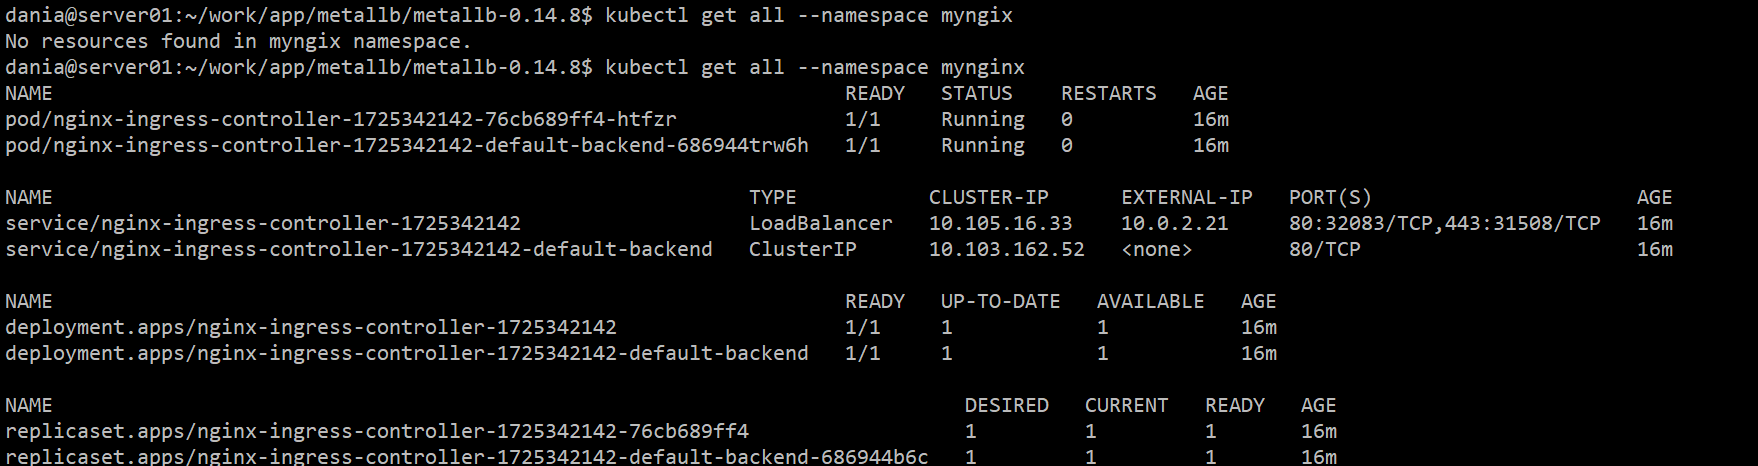 dania@server01:~/work/app/metallb/metallb-0.14.8$ kubectl get all --namespace myngix
No resources found in myngix namespace.
dania@server01:~/work/app/metallb/metallb-0.14.8$ kubectl get all --namespace mynginx
NAME READY STATUS RESTARTS AGE
pod/nginx-ingress-controller-1725342142-76cb689ff4-htfzr 1/1 Running 0 16m
pod/nginx-ingress-controller-1725342142-default-backend-686944trw6h 1/1 Running 0 16m
NAME TYPE CLUSTER-IP EXTERNAL-IP PORT(S) AGE
service/nginx-ingress-controller-1725342142 LoadBalancer 10.105.16.33 10.0.2.21 80:32083/TCP,443:31508/TCP 16m
service/nginx-ingress-controller-1725342142-default-backend ClusterIP 10.103.162.52 <none> 80/TCP 16m
NAME READY UP-TO-DATE AVAILABLE AGE
deployment.apps/nginx-ingress-controller-1725342142 1/1 1 1 16m
deployment.apps/nginx-ingress-controller-1725342142-default-backend 1/1 1 1 16m
NAME DESIRED CURRENT READY AGE
replicaset.apps/nginx-ingress-controller-1725342142-76cb689ff4 1 1 1 16m
replicaset.apps/nginx-ingress-controller-1725342142-default-backend-686944b6c 1 1 1 16m